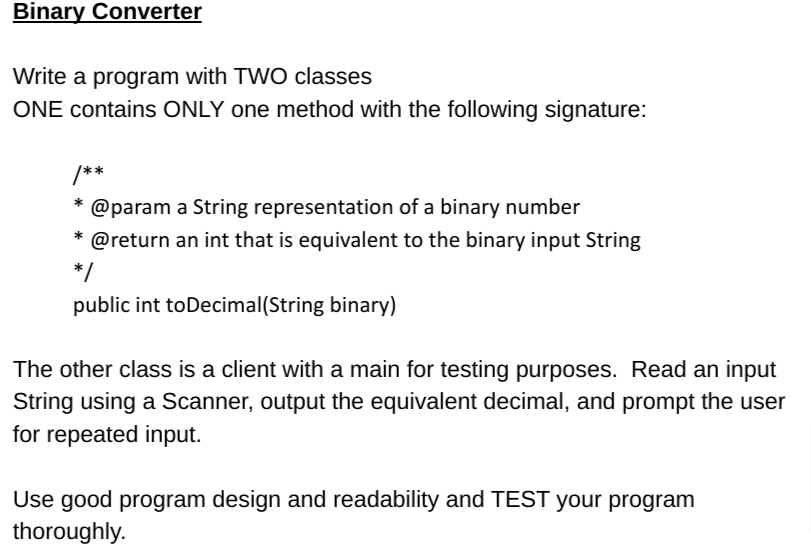 Binary Converter
Write a program with TWO classes
ONE contains ONLY one method with the following signature:
/**
* @param a String representation of a binary number
* @return an int that is equivalent to the binary input String
*/
public int toDecimal(String binary)
The other class is a client with a main for testing purposes.  Read an input
String using a Scanner, output the equivalent decimal, and prompt the user
for repeated input.
Use good program design and readability and TEST your program
thoroughly.